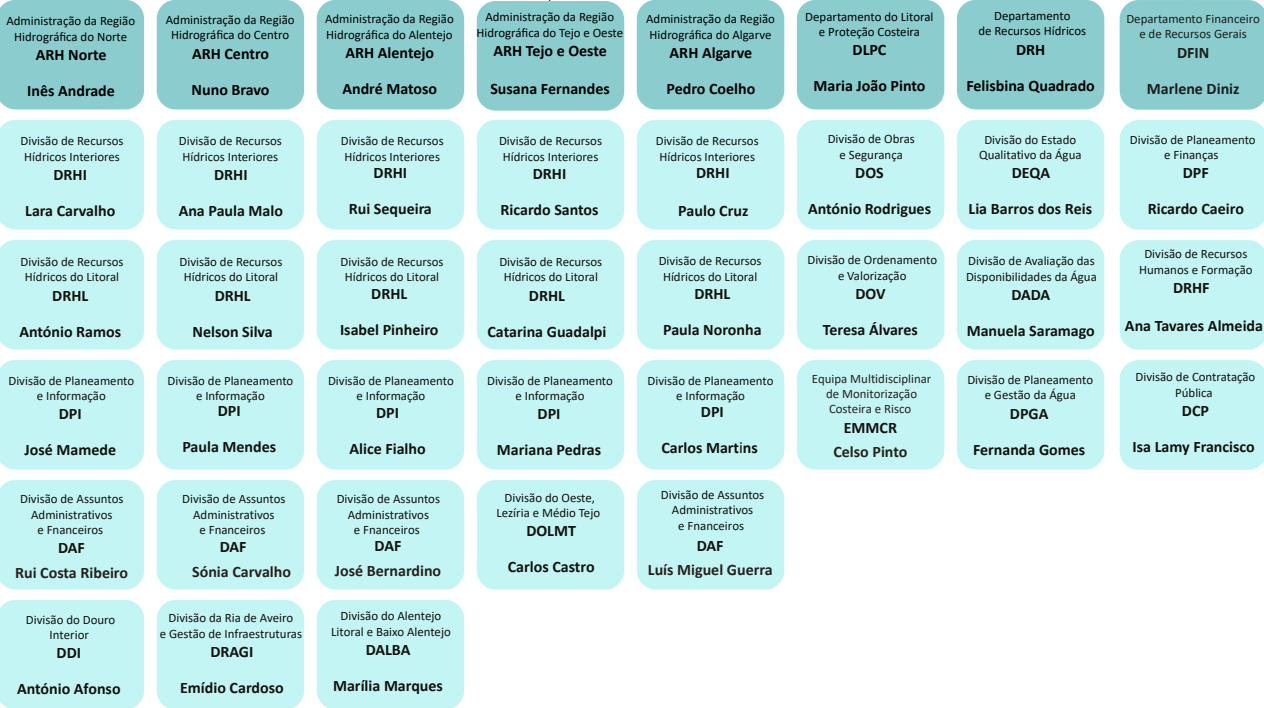 Administração da Região
Hidrográfica do Norte
ARH Norte
Inês Andrade
Administração da Região
Hidrográfica do Centro
ARH Centro
Nuno Bravo
Administração da Região
Hidrográfica do Alentejo
ARH Alentejo
André Matoso
Administração da Região
Hidrográfica do Tejo e Oeste
ARH Tejo e Oeste
Susana Fernandes
Administração da Região
Hidrográfica do Algarve
ARH Algarve
Pedro Coelho
Departamento do Litoral
e Proteção Costeira
DLPC
Maria João Pinto
Departamento
de Recursos Hídricos
DRH
Felisbina Quadrado
Departamento Financeiro
e de Recursos Gerais
DFIN
Marlene Diniz
Divisão de Recursos
Hídricos Interiores
DRHI
Lara Carvalho
Divisão de Recursos
Hídricos Interiores
DRHI
Ana Paula Malo
Divisão de Recursos
Hídricos Interiores
DRHI
Rui Sequeira
Divisão de Recursos
Hídricos Interiores
DRHI
Ricardo Santos
Divisão de Recursos
Hídricos Interiores
DRHI
Paulo Cruz
Divisão de Obras
e Segurança
DOS
António Rodrigues
Divisão do Estado
Qualitativo da Água
DEQA
Lia Barros dos Reis
Divisão de Planeamento
e Finanças
DPF
Ricardo Caeiro
Divisão de Recursos
Hídricos do Litoral
DRHL
António Ramos
Divisão de Recursos
Hídricos do Litoral
DRHL
Nelson Silva
Divisão de Recursos
Hídricos do Litoral
DRHL
Isabel Pinheiro
Divisão de Recursos
Hídricos do Litoral
DRHL
Catarina Guadalpi
Divisão de Recursos
Hídricos do Litoral
DRHL
Paula Noronha
Divisão de Ordenamento
e Valorização
DOV
Teresa Álvares
Divisão de Avaliação das
Disponibilidades da Água
DADA
Manuela Saramago
Divisão de Recursos
Humanos e Formação
DRHF
Ana Tavares Almeida
Divisão de Planeamento
e Informação
DPI
José Mamede
Divisão de Planeamento
e Informação
DPI
Paula Mendes
Divisão de Planeamento
e Informação
DPI
Alice Fialho
Divisão de Planeamento
e Informação
DPI
Mariana Pedras
Divisão de Planeamento
e Informação
DPI
Carlos Martins
Equipa Multidisciplinar
de Monitorização
Costeira e Risco
EMMCR
Celso Pinto
Divisão de Planeamento
e Gestão da Água
DPGA
Fernanda Gomes
Divisão de Contratação
Pública
DCP
Isa Lamy Francisco
Divisão de Assuntos
Administrativos
e Fnanceiros
DAF
Rui Costa Ribeiro
Divisão de Assuntos
Administrativos
e Fnanceiros
DAF
Sónia Carvalho
Divisão de Assuntos
Administrativos
e Fnanceiros
DAF
José Bernardino
Divisão do Oeste,
Lezíria e Médio Tejo
DOLMT
Carlos Castro
Divisão de Assuntos
Administrativos
e Fnanceiros
DAF
Luís Miguel Guerra
Divisão do Douro
Interior
DDI
António Afonso
Divisão da Ria de Aveiro
e Gestão de Infraestruturas
DRAGI
Emídio Cardoso
Divisão do Alentejo
Litoral e Baixo Alentejo
DALBA
Marília Marques